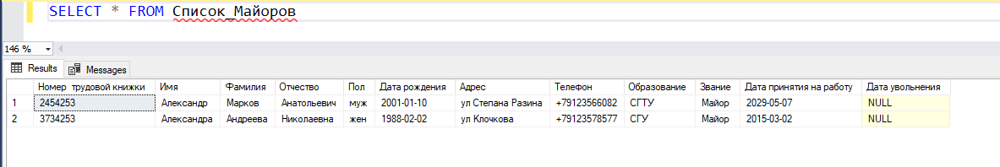 SELECT * FROM Список_Майоров
146 %
Results Messages
Номер трудовой книжки Имя Фамилия Отчество Пол Дата рождения Адрес Телефон Образование Звание Дата принятия на работу Дата увольнения
1 2454253 Александр Марков Анатольевич муж 2001-01-10 ул Степана Разина +79123566082 СГТУ Майор 2029-05-07 NULL
2 3734253 Александра Андреева Николаевна жен 1988-02-02 ул Клочкова +79123578577 СГУ Майор 2015-03-02 NULL